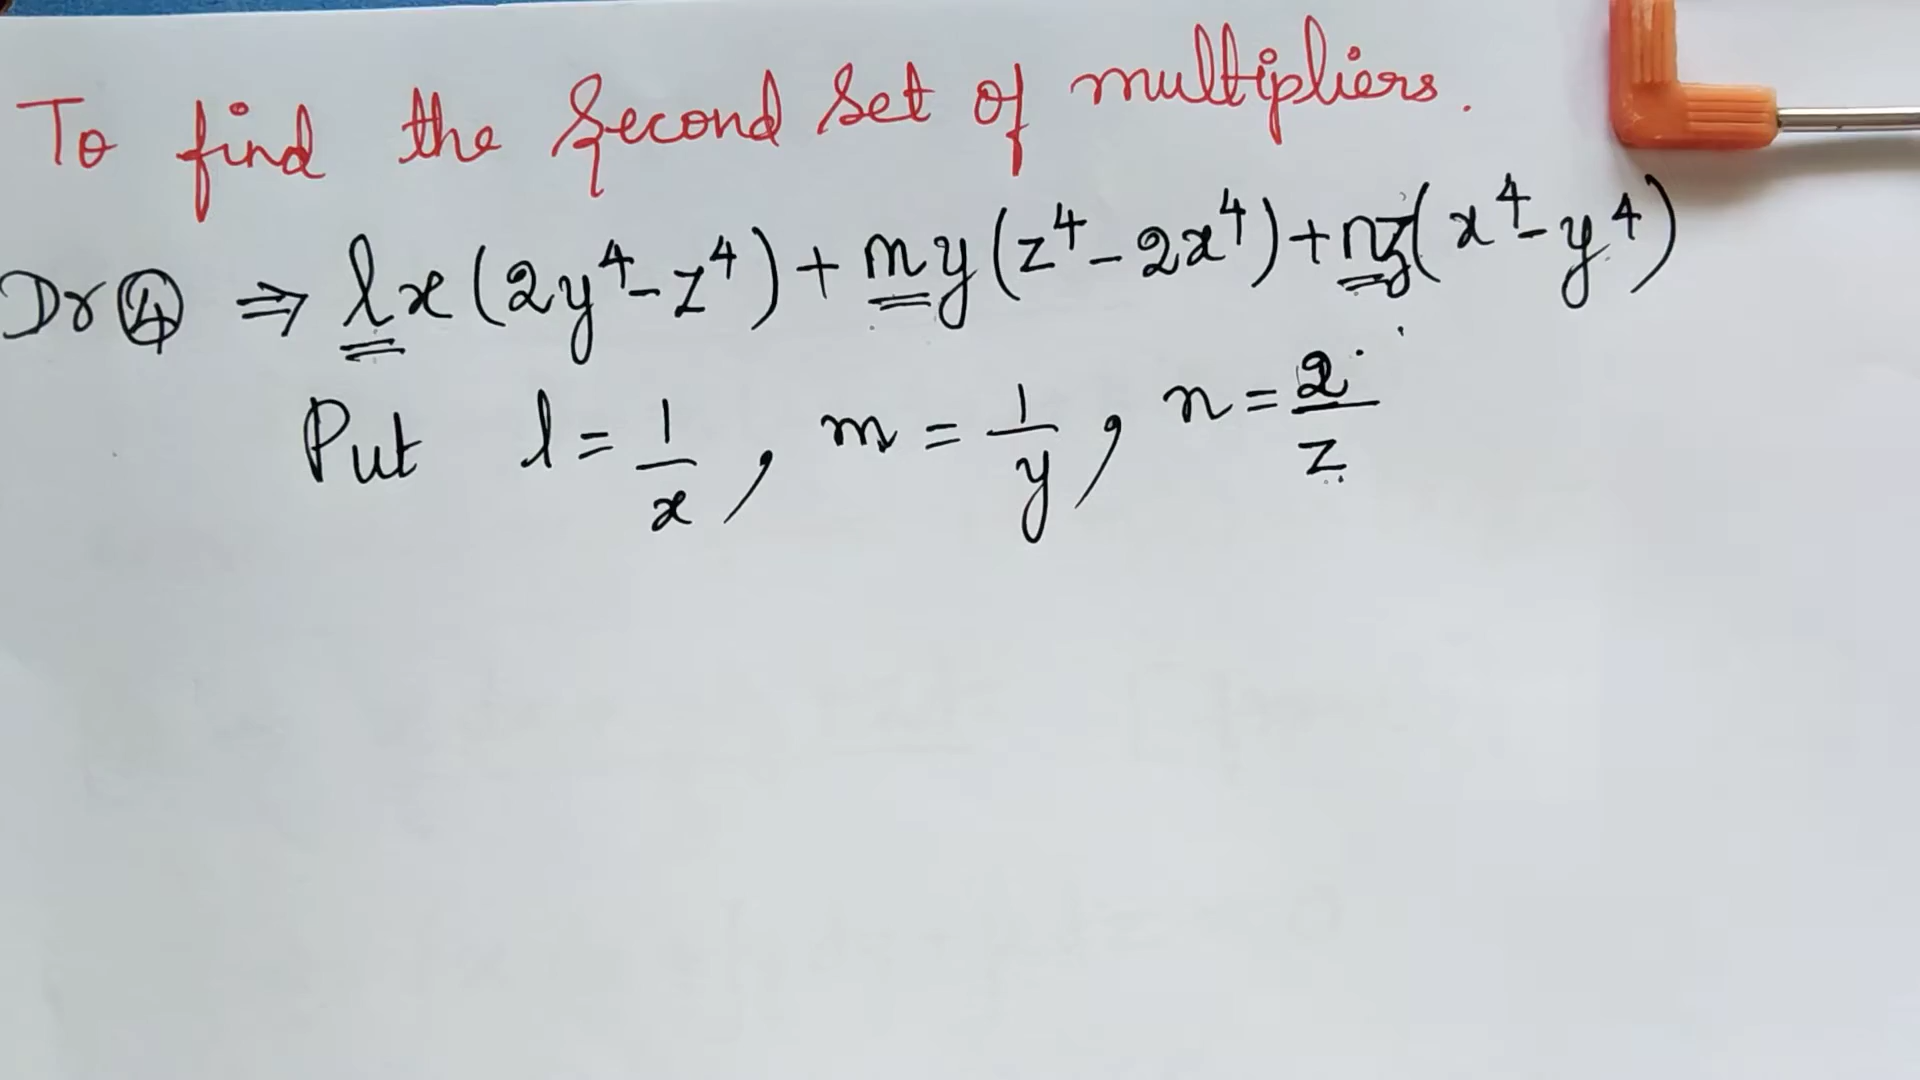 To find the second set of multipliers.
Dr ④ ⇒ lx(2y⁴-z⁴) + my(z⁴-2x⁴) + nz(x⁴-y⁴)
Put l = 1/x , m = 1/y , n = 2/z